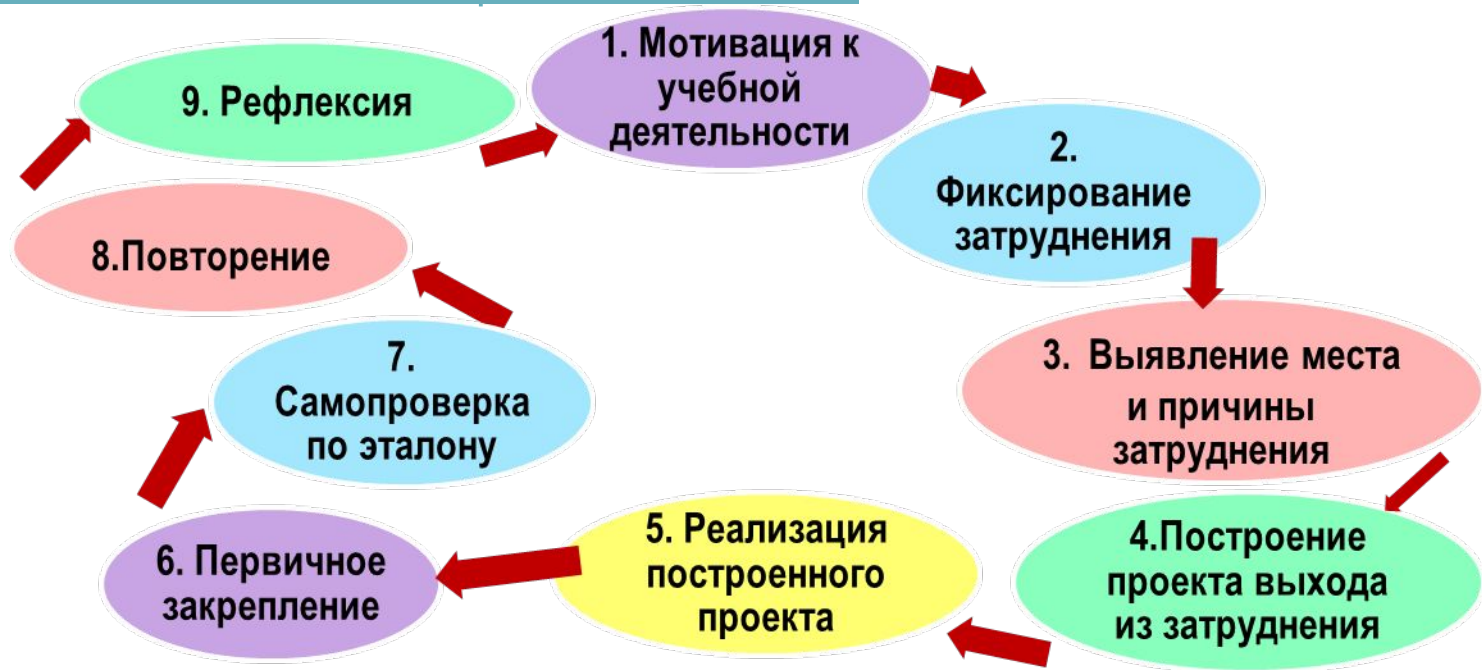 1. Мотивация к
учебной
деятельности
2.
Фиксирование
затруднения
3. Выявление места
и причины
затруднения
4.Построение
проекта выхода
из затруднения
5. Реализация
построенного
проекта
6. Первичное
закрепление
7.
Самопроверка
по эталону
8.Повторение
9. Рефлексия